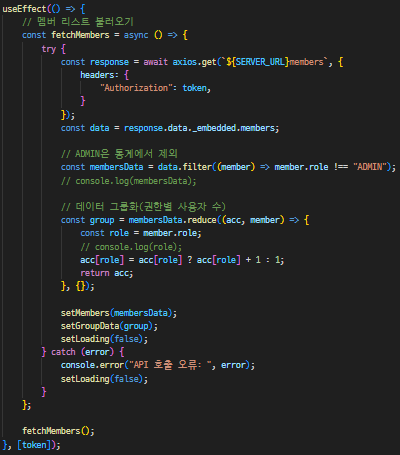 useEffect(() => {
    // 멤버 리스트 불러오기
    const fetchMembers = async () => {
        try {
            const response = await axios.get(`${SERVER_URL}members`, {
                headers: {
                    "Authorization": token,
                }
            });
            const data = response.data._embedded.members;

            // ADMIN은 통계에서 제외
            const membersData = data.filter((member) => member.role !== "ADMIN");
            // console.log(membersData);

            // 데이터 그룹화(권한별 사용자 수)
            const group = membersData.reduce((acc, member) => {
                const role = member.role;
                // console.log(role);
                acc[role] = acc[role] ? acc[role] + 1 : 1;
                return acc;
            }, {});

            setMembers(membersData);
            setGroupData(group);
            setLoading(false);
        } catch (error) {
            console.error("API 호출 오류: ", error);
            setLoading(false);
        }
    };

    fetchMembers();
}, [token]);